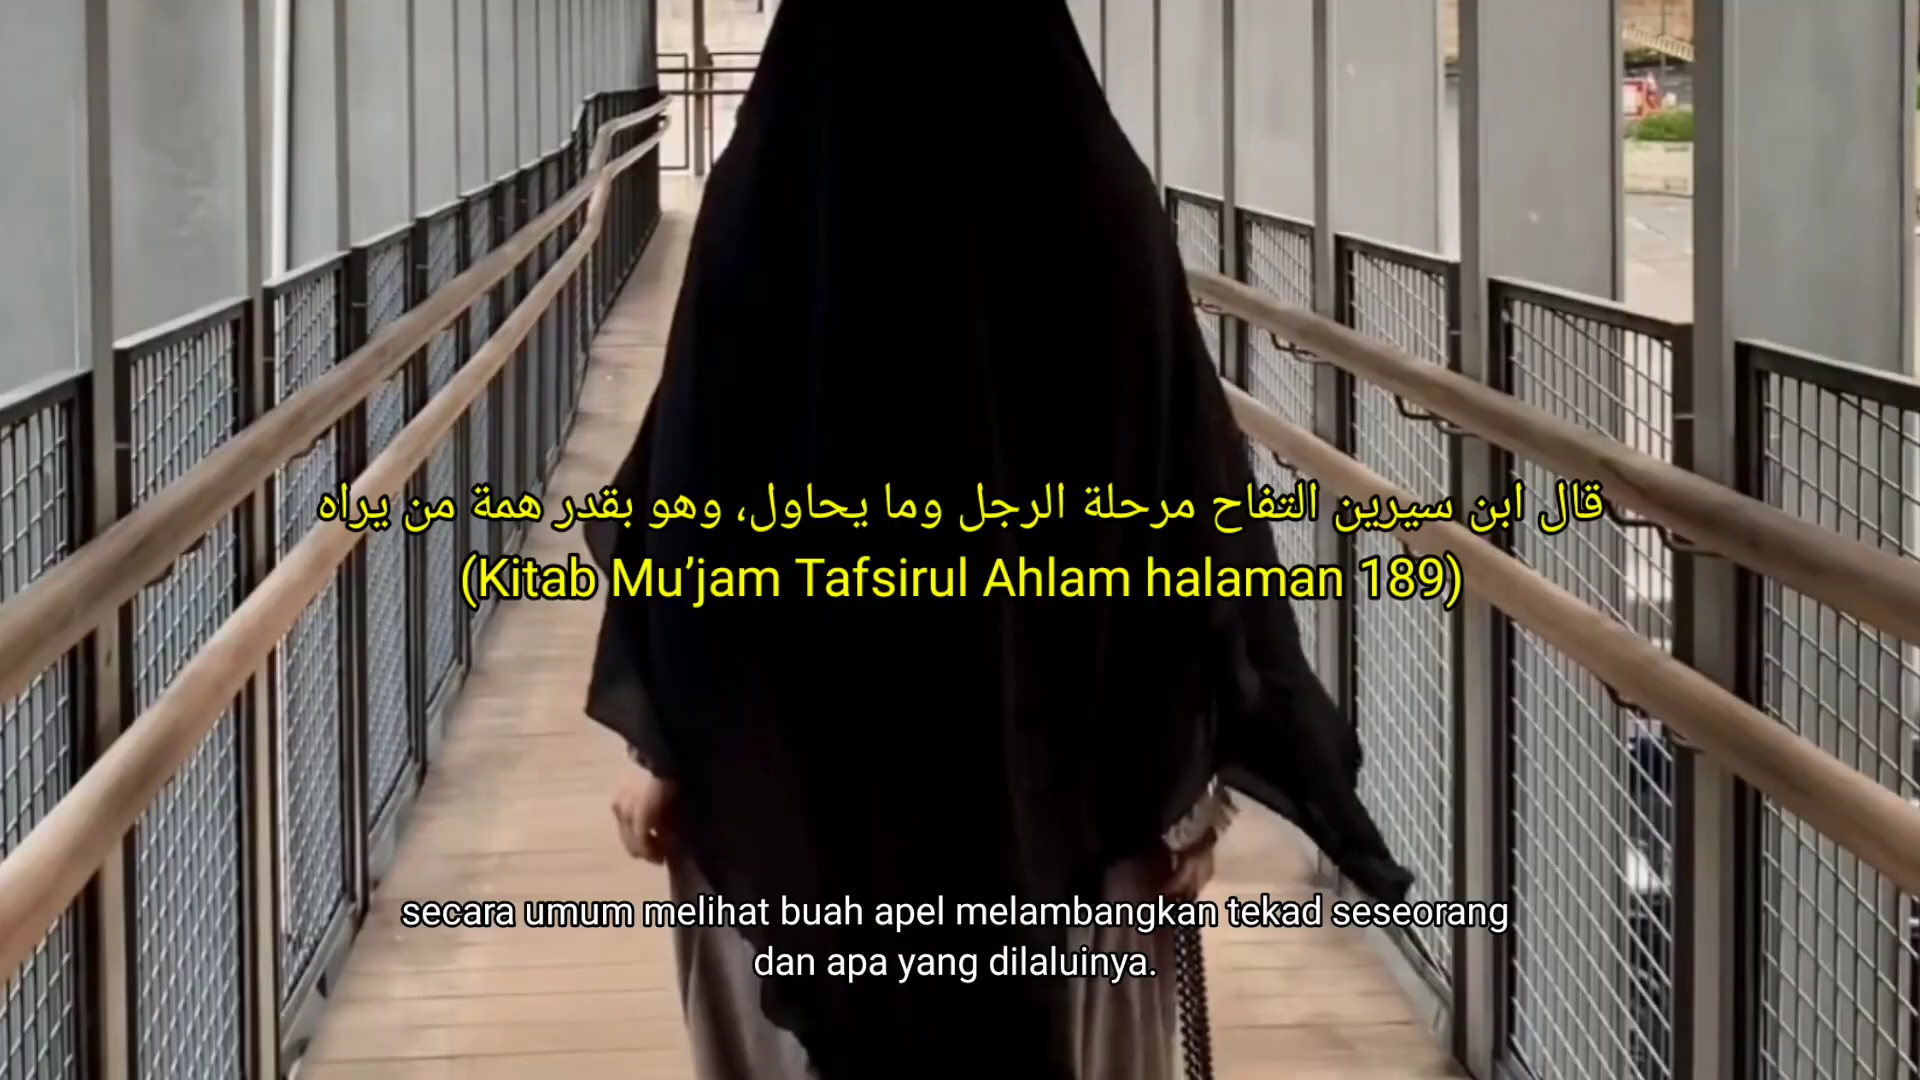 قال ابن سيرين التفاح مرحلة الرجل وما يحاول، وهو بقدر همة من يراه
(Kitab Mu’jam Tafsirul Ahlam halaman 189)
secara umum melihat buah apel melambangkan tekad seseorang
dan apa yang dilaluinya.